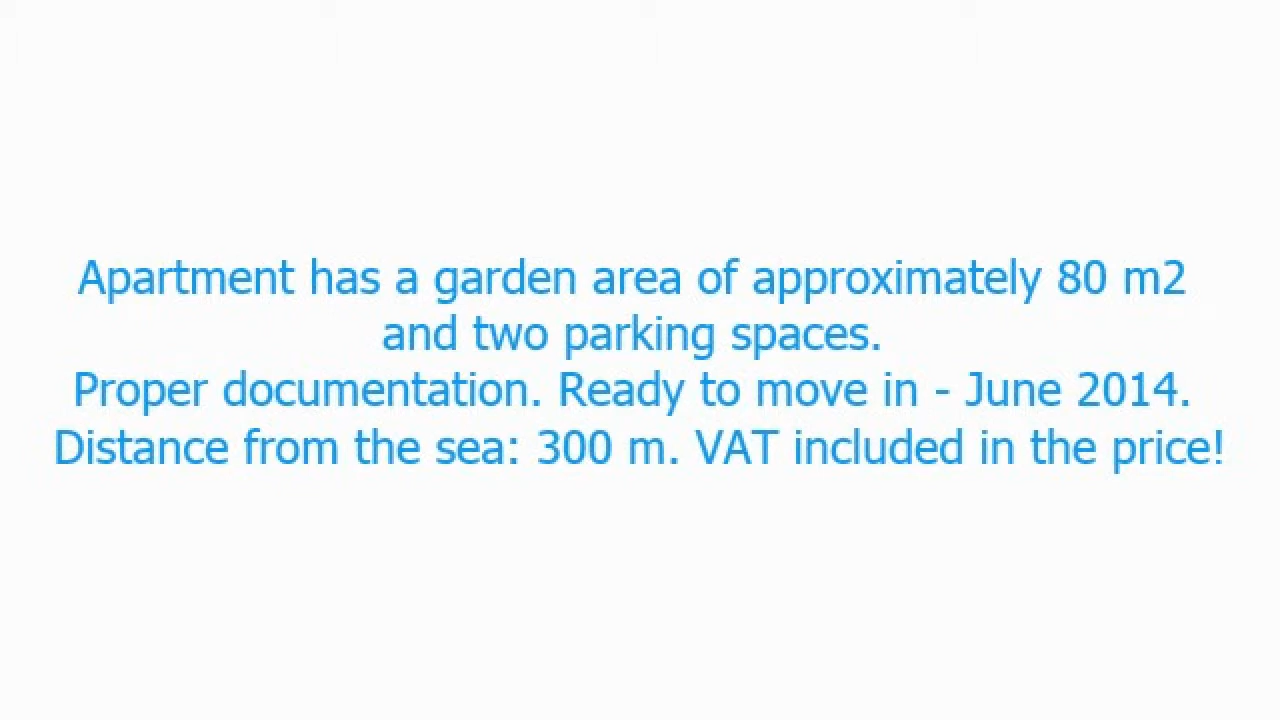 Apartment has a garden area of approximately 80 m2
and two parking spaces.
Proper documentation. Ready to move in - June 2014.
Distance from the sea: 300 m. VAT included in the price!